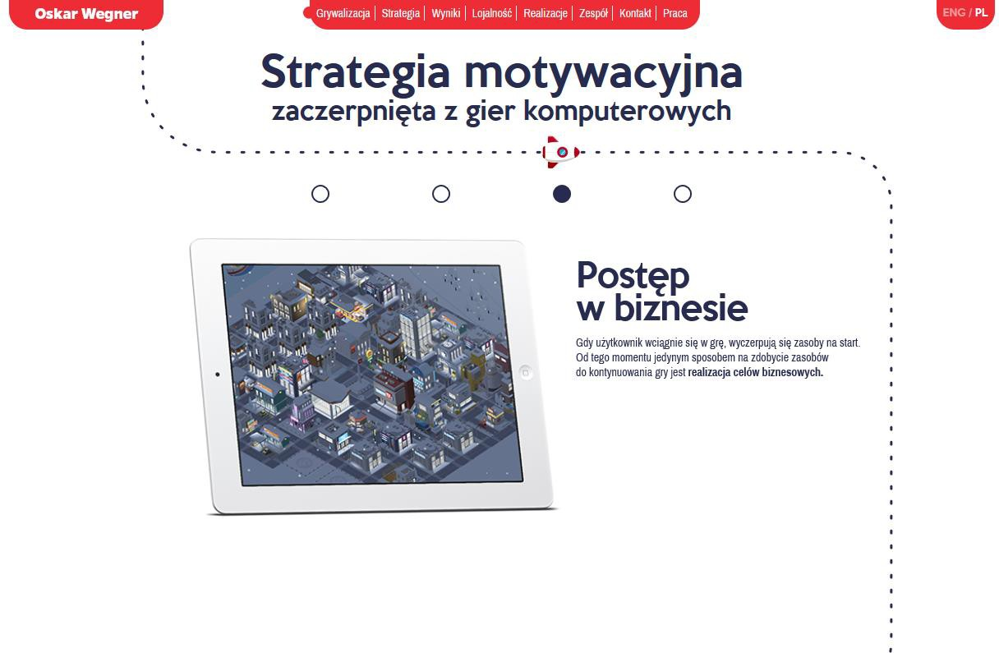 Oskar Wegner
Grywalizacja Strategia Wyniki Lojalność Realizacje Zespół Kontakt Praca
ENG / PL
Strategia motywacyjna
zaczerpnięta z gier komputerowych
Postęp
w biznesie
Gdy użytkownik wciągnie się w grę, wyczerpują się zasoby na start.
Od tego momentu jedynym sposobem na zdobycie zasobów
do kontynuowania gry jest realizacja celów biznesowych.